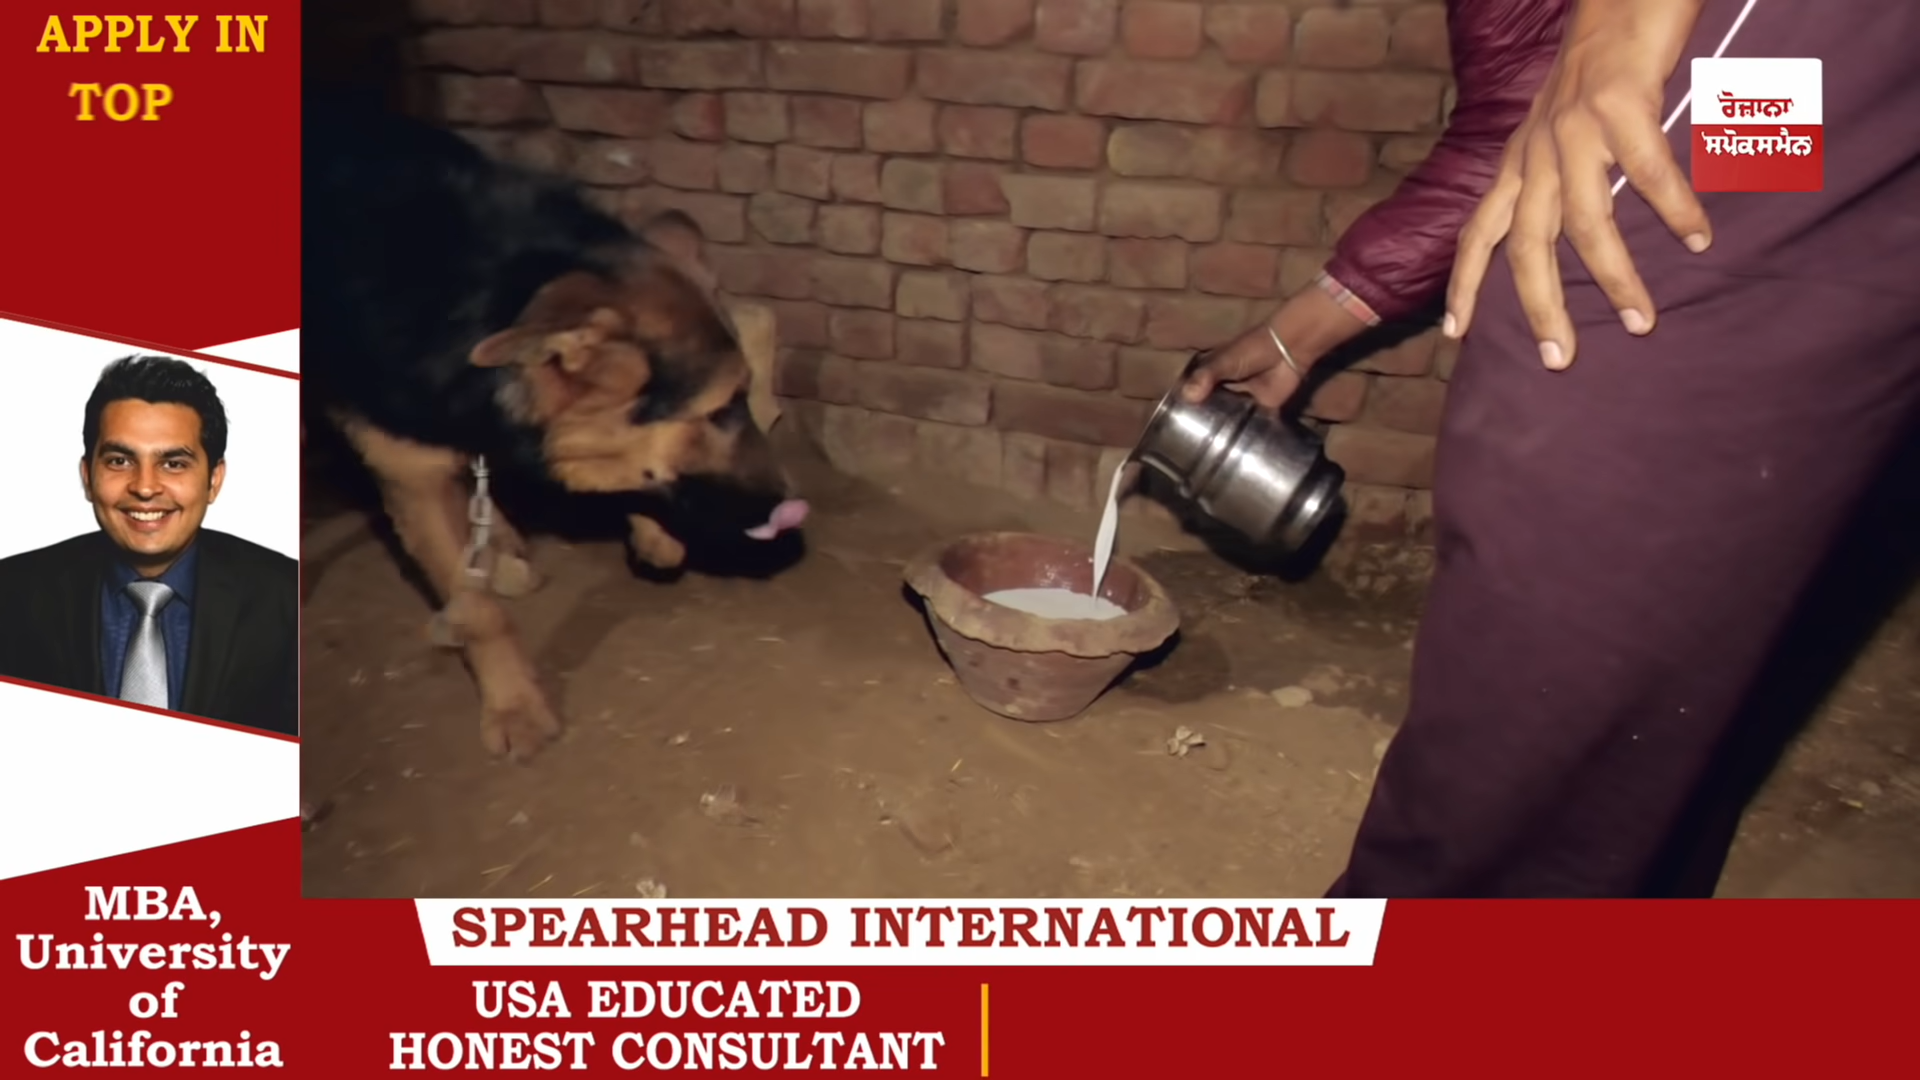 APPLY IN
TOP
ਰੋਜ਼ਾਨਾ
ਸਪੋਕਸਮੈਨ
MBA,
University
of
California
SPEARHEAD INTERNATIONAL
USA EDUCATED
HONEST CONSULTANT